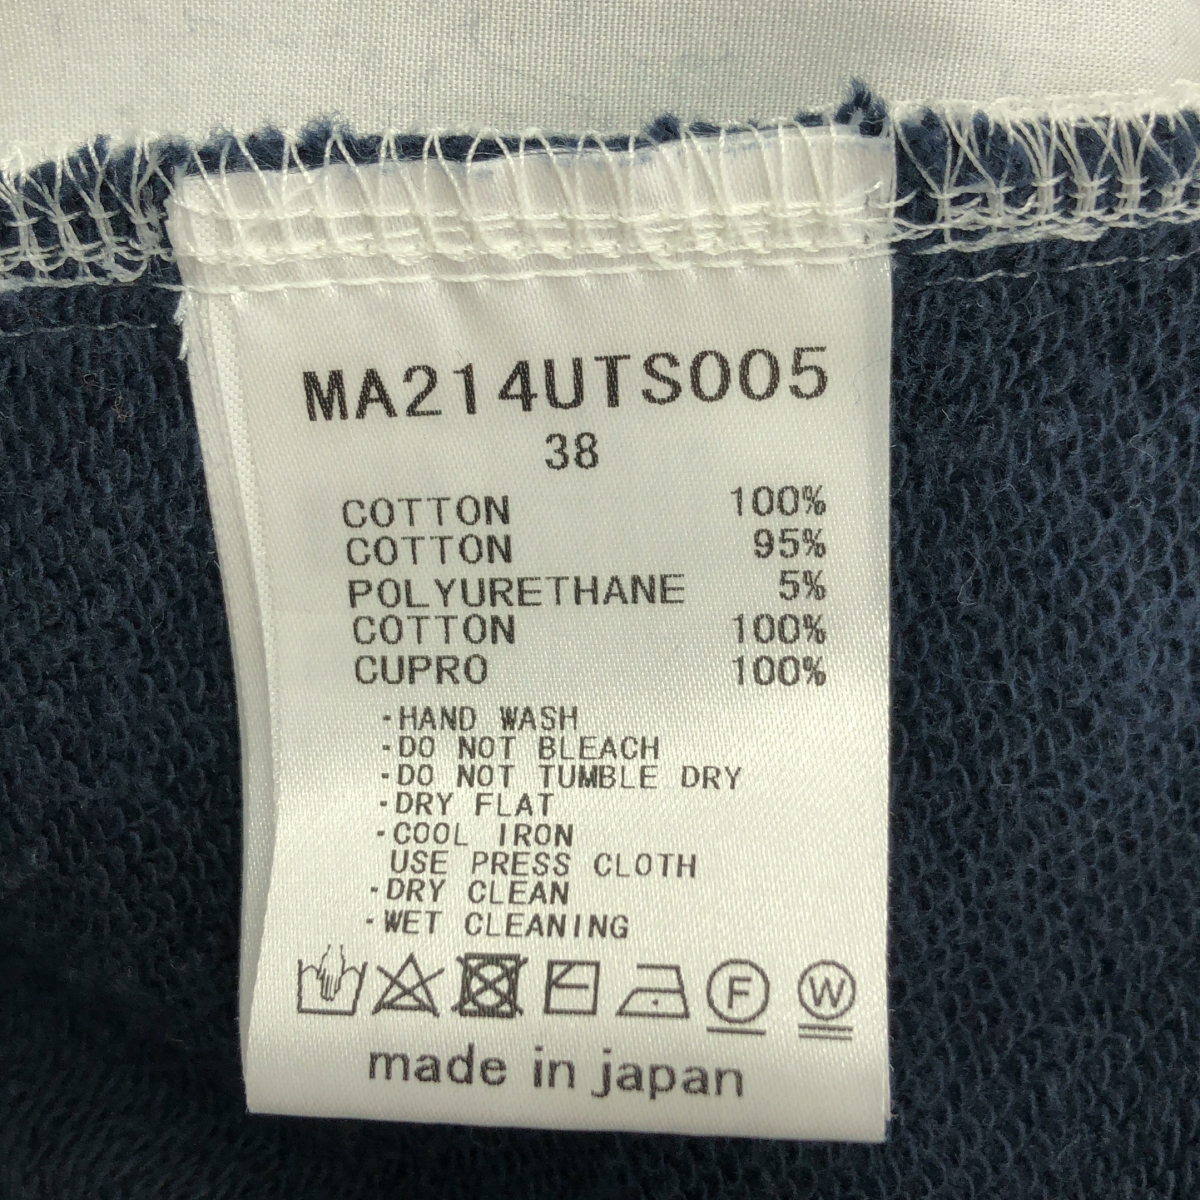 MA214UTS005
38
COTTON 100%
COTTON 95%
POLYURETHANE 5%
COTTON 100%
CUPRO 100%
・HAND WASH
・DO NOT BLEACH
・DO NOT TUMBLE DRY
・DRY FLAT
・COOL IRON
USE PRESS CLOTH
・DRY CLEAN
・WET CLEANING
F W
made in japan